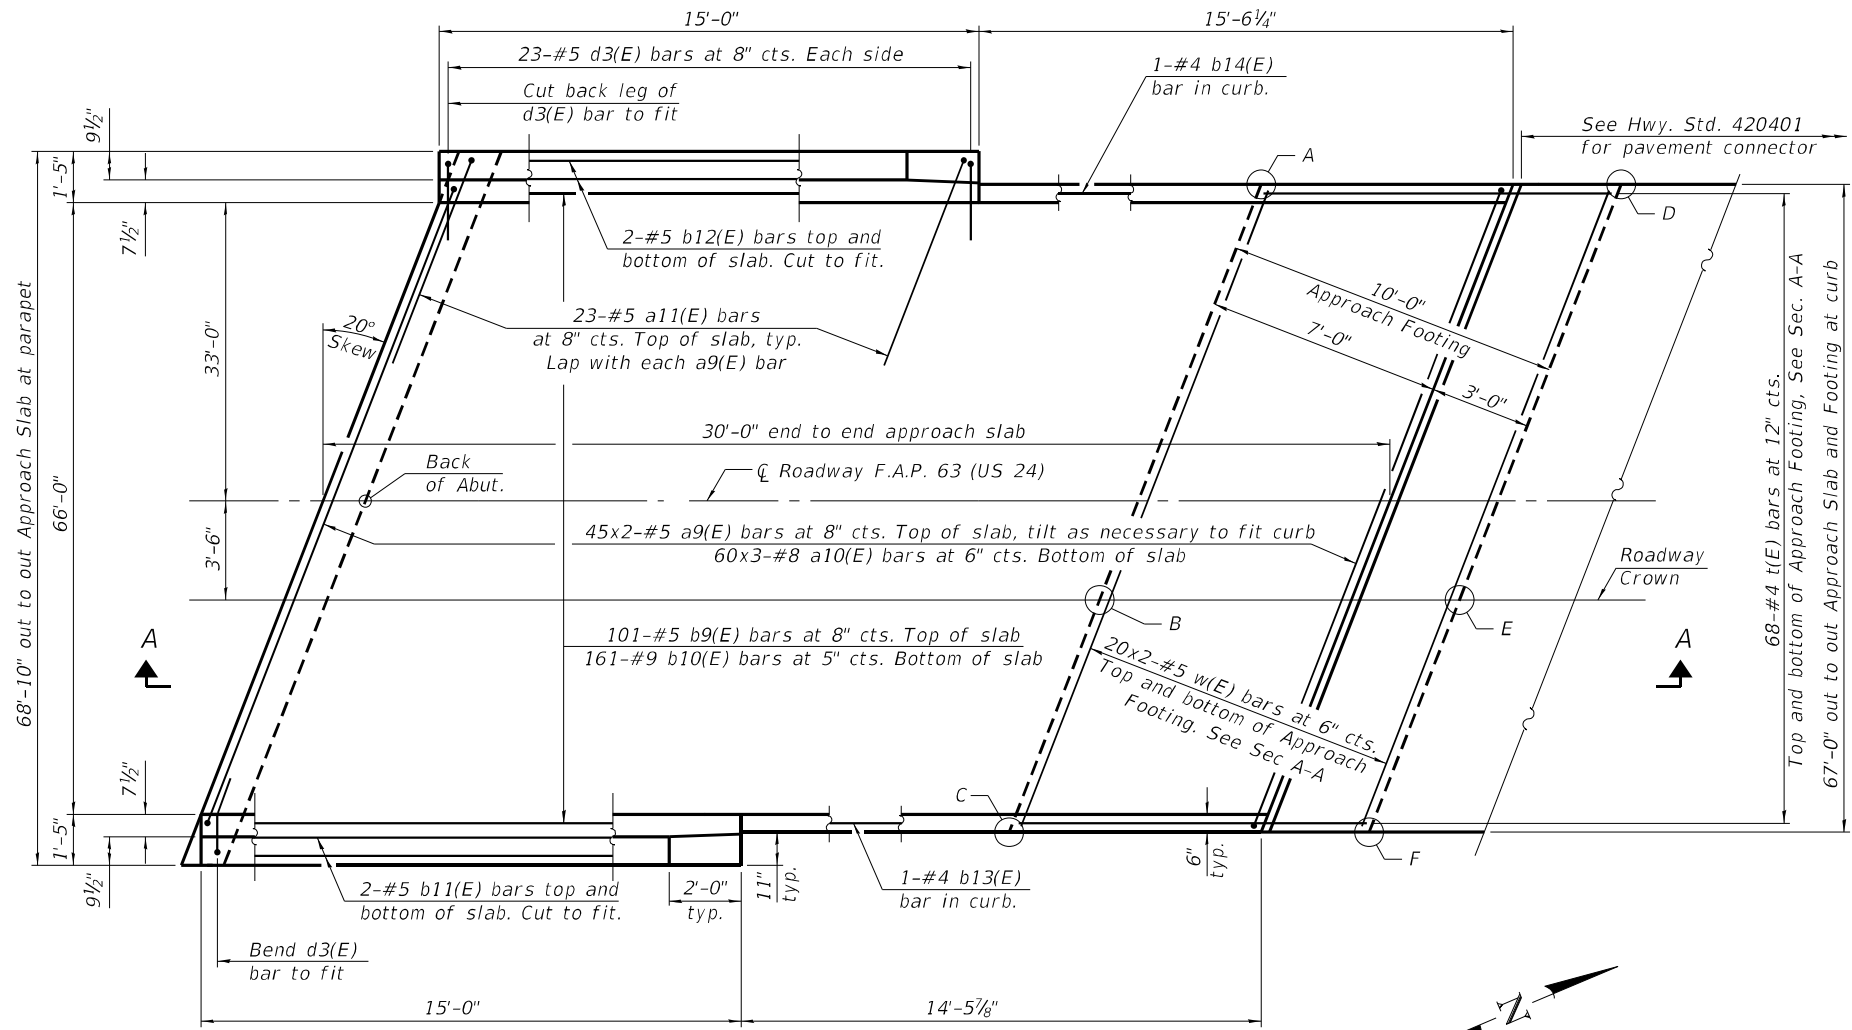 15'-0"
15'-6¼"
23-#5 d3(E) bars at 8" cts. Each side
1-#4 b14(E)
bar in curb.
Cut back leg of
d3(E) bar to fit
See Hwy. Std. 420401
for pavement connector
9½"
1'-5"
7½"
A
D
2-#5 b12(E) bars top and
bottom of slab. Cut to fit.
23-#5 a11(E) bars
at 8" cts. Top of slab, typ.
Lap with each a9(E) bar
20°
Skew
10'-0"
Approach Footing
7'-0"
3'-0"
33'-0"
68'-10" out to out Approach Slab at parapet
66'-0"
30'-0" end to end approach slab
Back
of Abut.
℄ Roadway F.A.P. 63 (US 24)
45x2-#5 a9(E) bars at 8" cts. Top of slab, tilt as necessary to fit curb
60x3-#8 a10(E) bars at 6" cts. Bottom of slab
3'-6"
Roadway
Crown
68-#4 t(E) bars at 12" cts.
Top and bottom of Approach Footing, See Sec. A-A
67'-0" out to out Approach Slab and Footing at curb
A
101-#5 b9(E) bars at 8" cts. Top of slab
161-#9 b10(E) bars at 5" cts. Bottom of slab
B
E
A
20x2-#5 w(E) bars at 6" cts.
Top and bottom of Approach
Footing. See Sec A-A
7½"
1'-5"
9½"
C
F
2-#5 b11(E) bars top and
bottom of slab. Cut to fit.
2'-0"
typ.
11"
typ.
1-#4 b13(E)
bar in curb.
6"
typ.
Bend d3(E)
bar to fit
15'-0"
14'-5⅞"
N